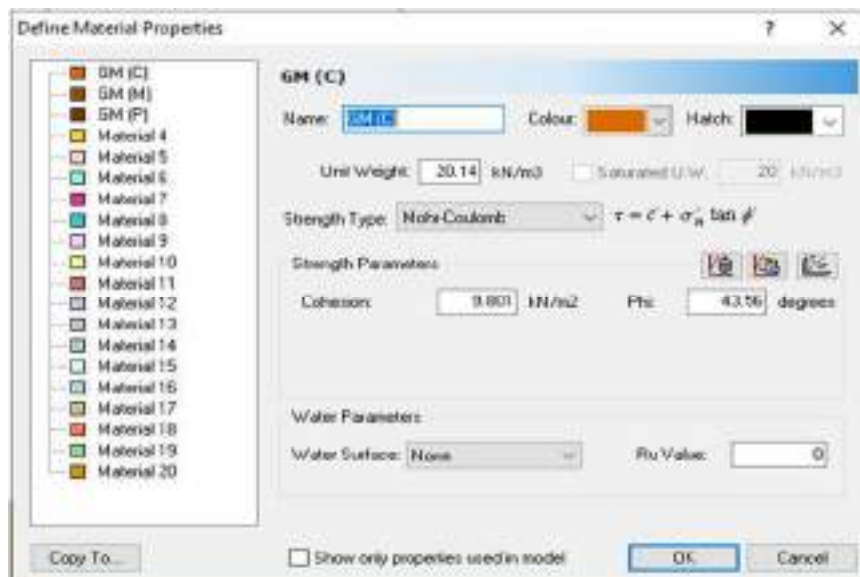 Define Material Properties ? ×
GM (C)
GM (M)
GM (P)
Material 4
Material 5
Material 6
Material 7
Material 8
Material 9
Material 10
Material 11
Material 12
Material 13
Material 14
Material 15
Material 16
Material 17
Material 18
Material 19
Material 20
GM (C)
Name: GM (C) Colour: Hatch:
Unit Weight: 20.14 kN/m3 Saturated U.W. 20 kN/m3
Strength Type: Mohr-Coulomb τ = c' + σ'n tan ϕ'
Strength Parameters
Cohesion: 9.801 kN/m2 Phi: 43.56 degrees
Water Parameters
Water Surface: None Ru Value: 0
Copy To... Show only properties used in model OK Cancel